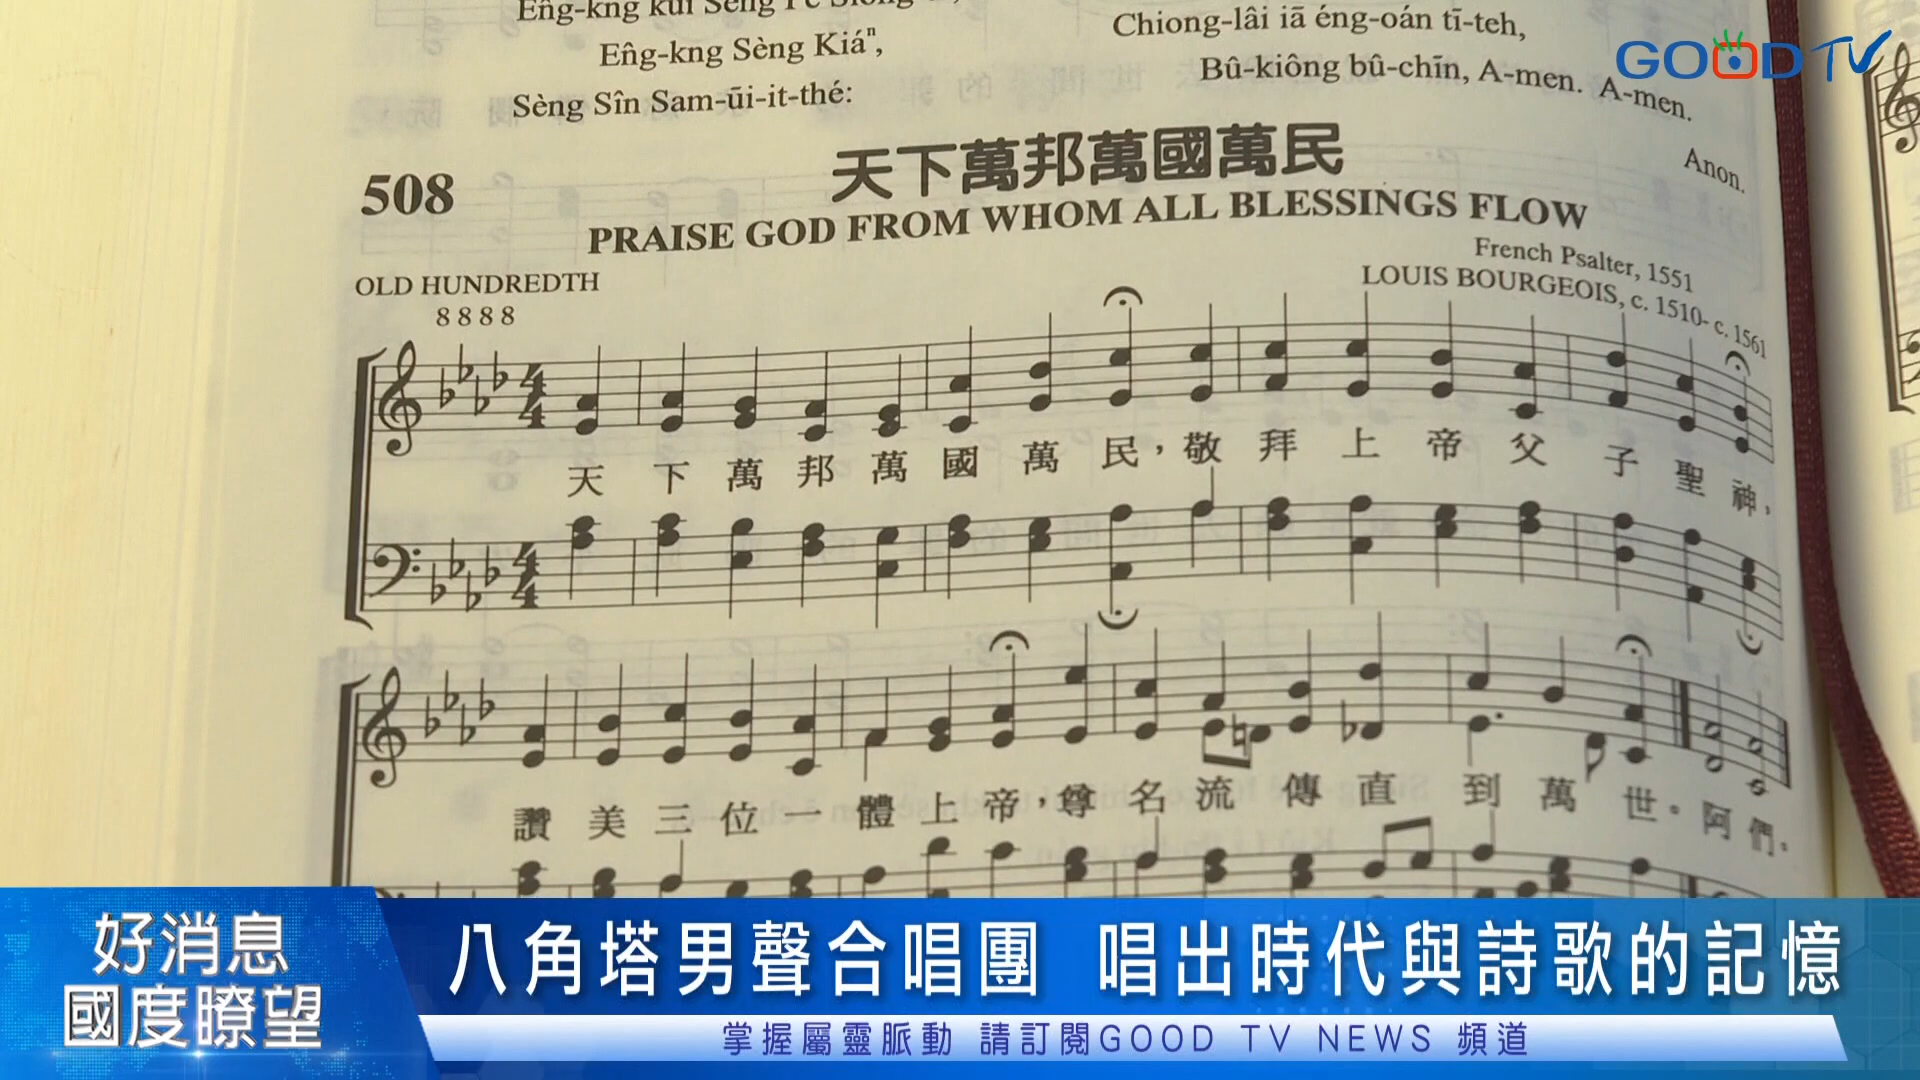 Éng-kng Sèng Kiáⁿ,
Sèng Sîn Sam-ūi-it-thé:
Chiong-lâi iā éng-oán tī-teh,
Bû-kiông bû-chīn, A-men. A-men.
Anon.
GOOD TV
508
天下萬邦萬國萬民
PRAISE GOD FROM WHOM ALL BLESSINGS FLOW
French Psalter, 1551
OLD HUNDREDTH
LOUIS BOURGEOIS, c. 1510- c. 1561
8 8 8 8
天下萬邦萬國萬民，敬拜上帝父子聖神，
讚美三位一體上帝，尊名流傳直到萬世。阿們。
好消息
國度瞭望
八角塔男聲合唱團 唱出時代與詩歌的記憶
掌握屬靈脈動 請訂閱GOOD TV NEWS 頻道